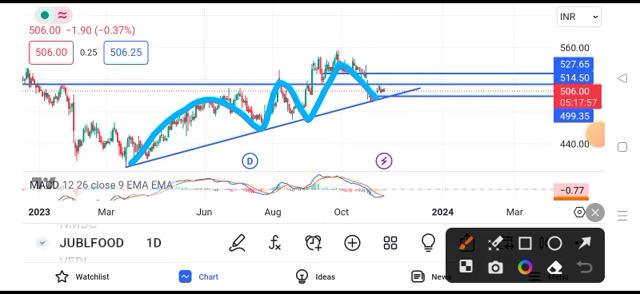 INR
506.00 −1.90 (−0.37%)
506.00 0.25 506.25
560.00
527.65
514.50
506.00
05:17:57
499.35
440.00
D
MACD 12 26 close 9 EMA EMA
−0.77
2023 Mar Jun Aug Oct 2024 Mar
JUBLFOOD 1D
Watchlist Chart Ideas News